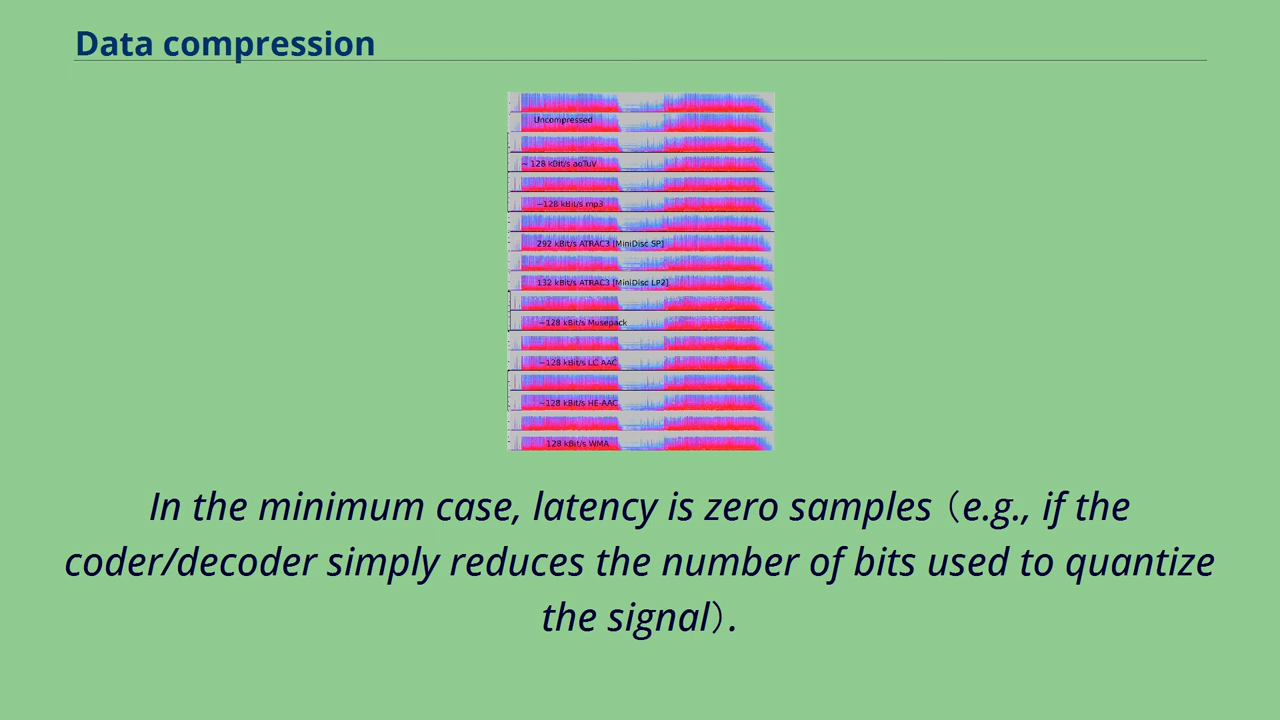 Data compression
Uncompressed
~ 128 kBit/s aoTuV
~128 kBit/s mp3
292 kBit/s ATRAC3 [MiniDisc SP]
132 kBit/s ATRAC3 [MiniDisc LP2]
~128 kBit/s Musepack
~128 kBit/s LC AAC
~128 kBit/s HE-AAC
128 kBit/s WMA
In the minimum case, latency is zero samples (e.g., if the
coder/decoder simply reduces the number of bits used to quantize
the signal).